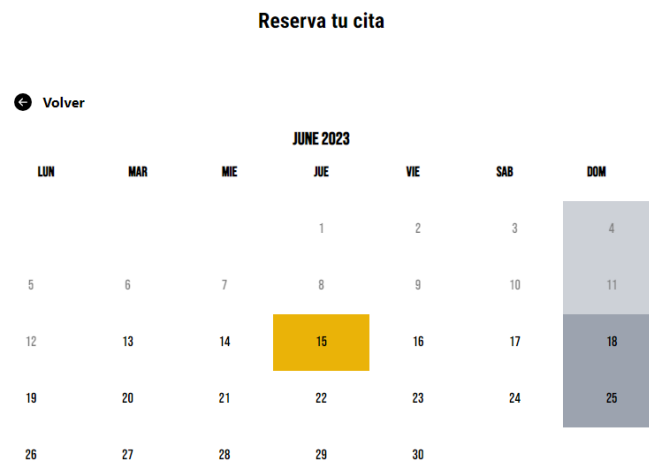 Reserva tu cita
Volver
JUNE 2023
LUN MAR MIE JUE VIE SAB DOM
1 2 3 4
5 6 7 8 9 10 11
12 13 14 15 16 17 18
19 20 21 22 23 24 25
26 27 28 29 30